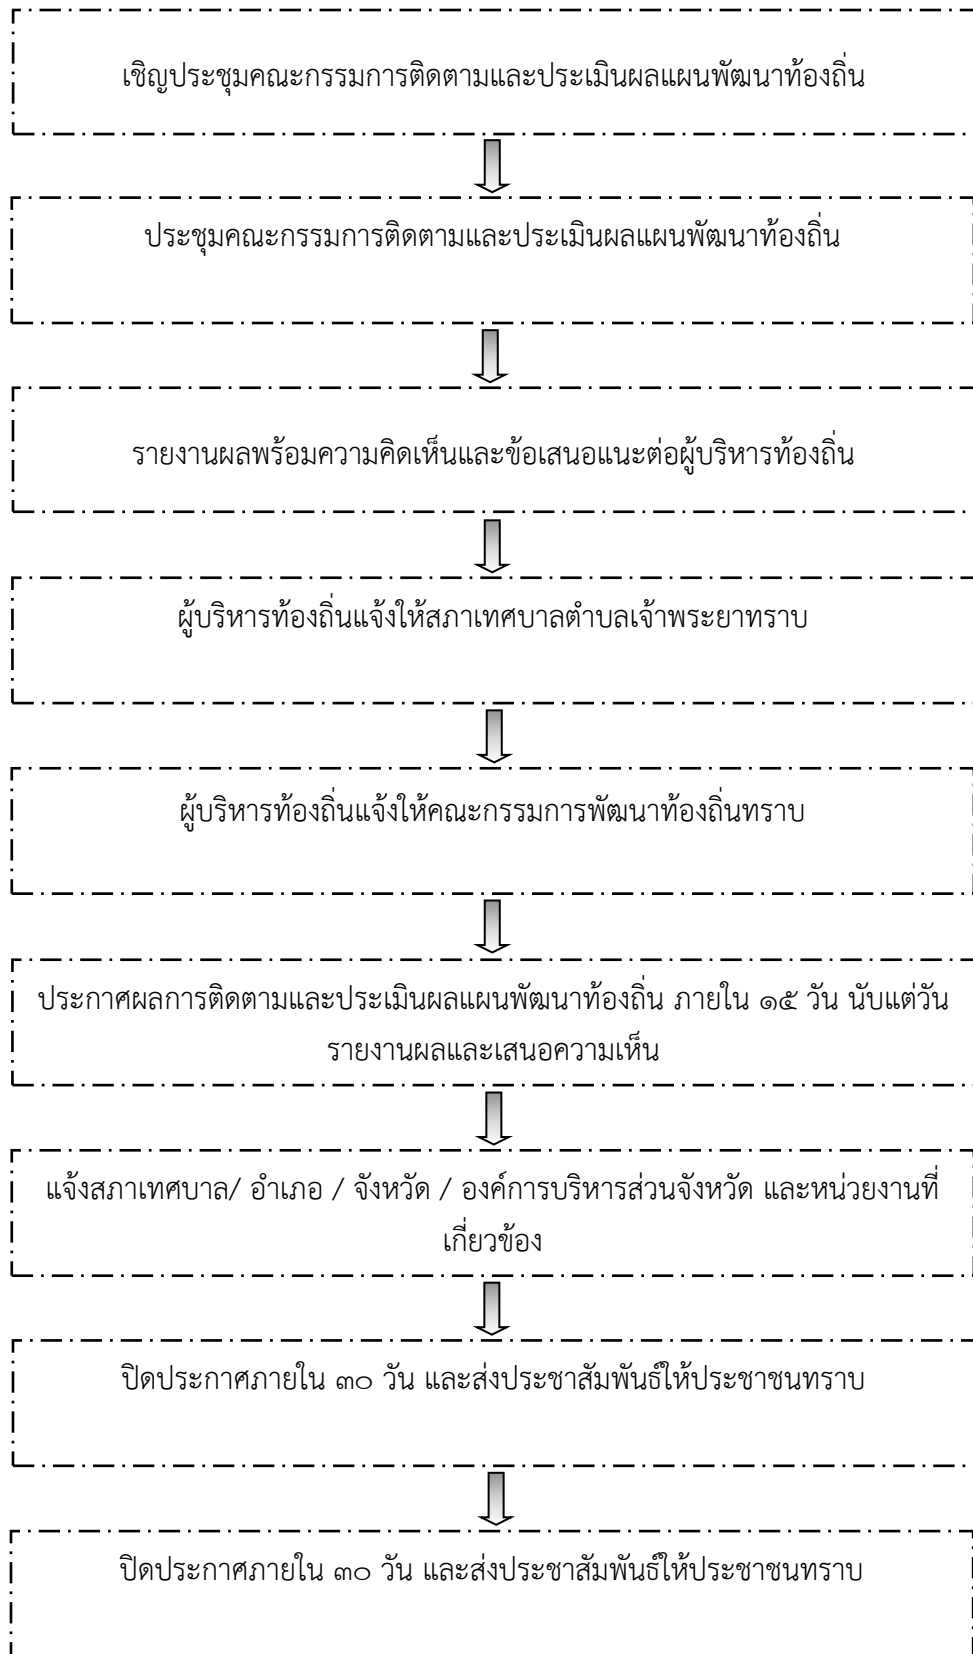 เชิญประชุมคณะกรรมการติดตามและประเมินผลแผนพัฒนาท้องถิ่น
ประชุมคณะกรรมการติดตามและประเมินผลแผนพัฒนาท้องถิ่น
รายงานผลพร้อมความคิดเห็นและข้อเสนอแนะต่อผู้บริหารท้องถิ่น
ผู้บริหารท้องถิ่นแจ้งให้สภาเทศบาลตำบลเจ้าพระยาทราบ
ผู้บริหารท้องถิ่นแจ้งให้คณะกรรมการพัฒนาท้องถิ่นทราบ
ประกาศผลการติดตามและประเมินผลแผนพัฒนาท้องถิ่น ภายใน ๑๕ วัน นับแต่วัน
รายงานผลและเสนอความเห็น
แจ้งสภาเทศบาล/ อำเภอ / จังหวัด / องค์การบริหารส่วนจังหวัด และหน่วยงานที่
เกี่ยวข้อง
ปิดประกาศภายใน ๓๐ วัน และส่งประชาสัมพันธ์ให้ประชาชนทราบ
ปิดประกาศภายใน ๓๐ วัน และส่งประชาสัมพันธ์ให้ประชาชนทราบ